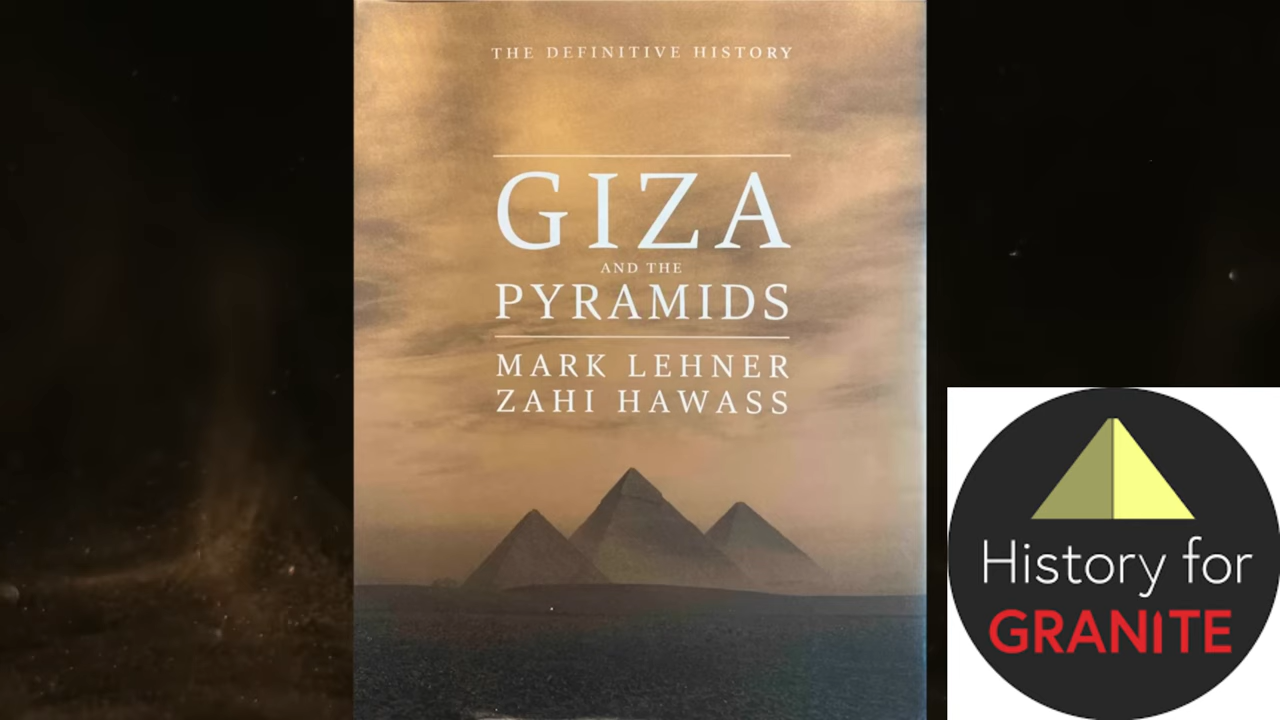 THE DEFINITIVE HISTORY
GIZA
AND THE
PYRAMIDS
MARK LEHNER
ZAHI HAWASS
History for
GRANITE